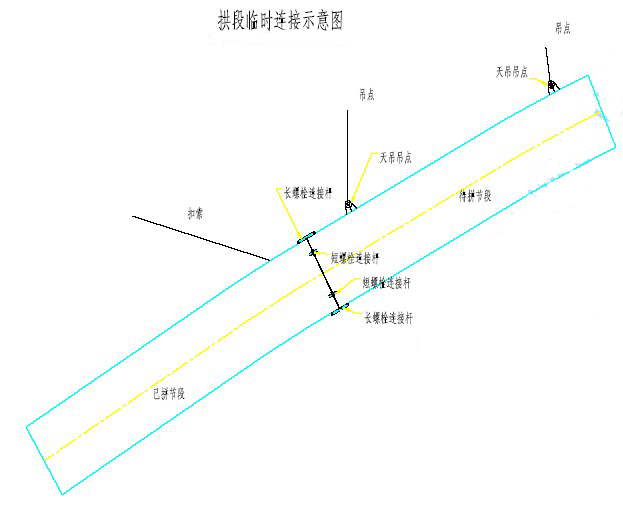 拱段临时连接示意图
吊点
天吊吊点
吊点
天吊吊点
长螺栓连接杆
待拼节段
扣索
短螺栓连接杆
短螺栓连接杆
长螺栓连接杆
已拼节段